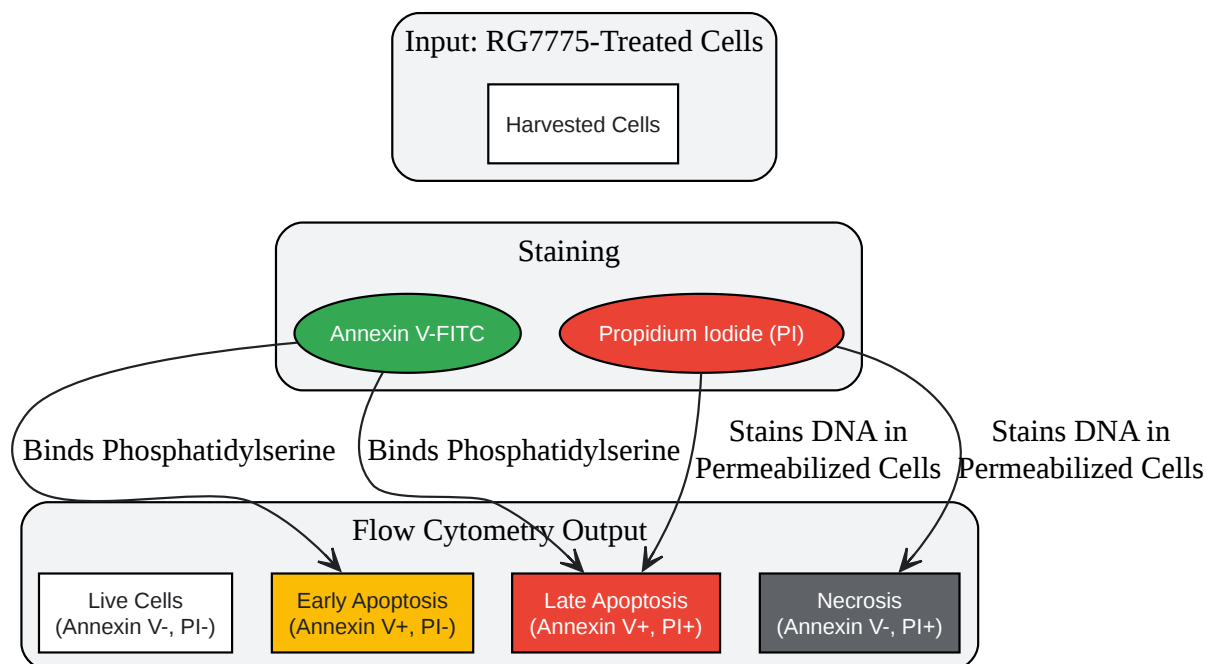 Input: RG7775-Treated Cells
Harvested Cells
Staining
Annexin V-FITC
Propidium Iodide (PI)
Binds Phosphatidylserine
Binds Phosphatidylserine
Stains DNA in
Permeabilized Cells
Stains DNA in
Permeabilized Cells
Flow Cytometry Output
Live Cells
(Annexin V-, PI-)
Early Apoptosis
(Annexin V+, PI-)
Late Apoptosis
(Annexin V+, PI+)
Necrosis
(Annexin V-, PI+)